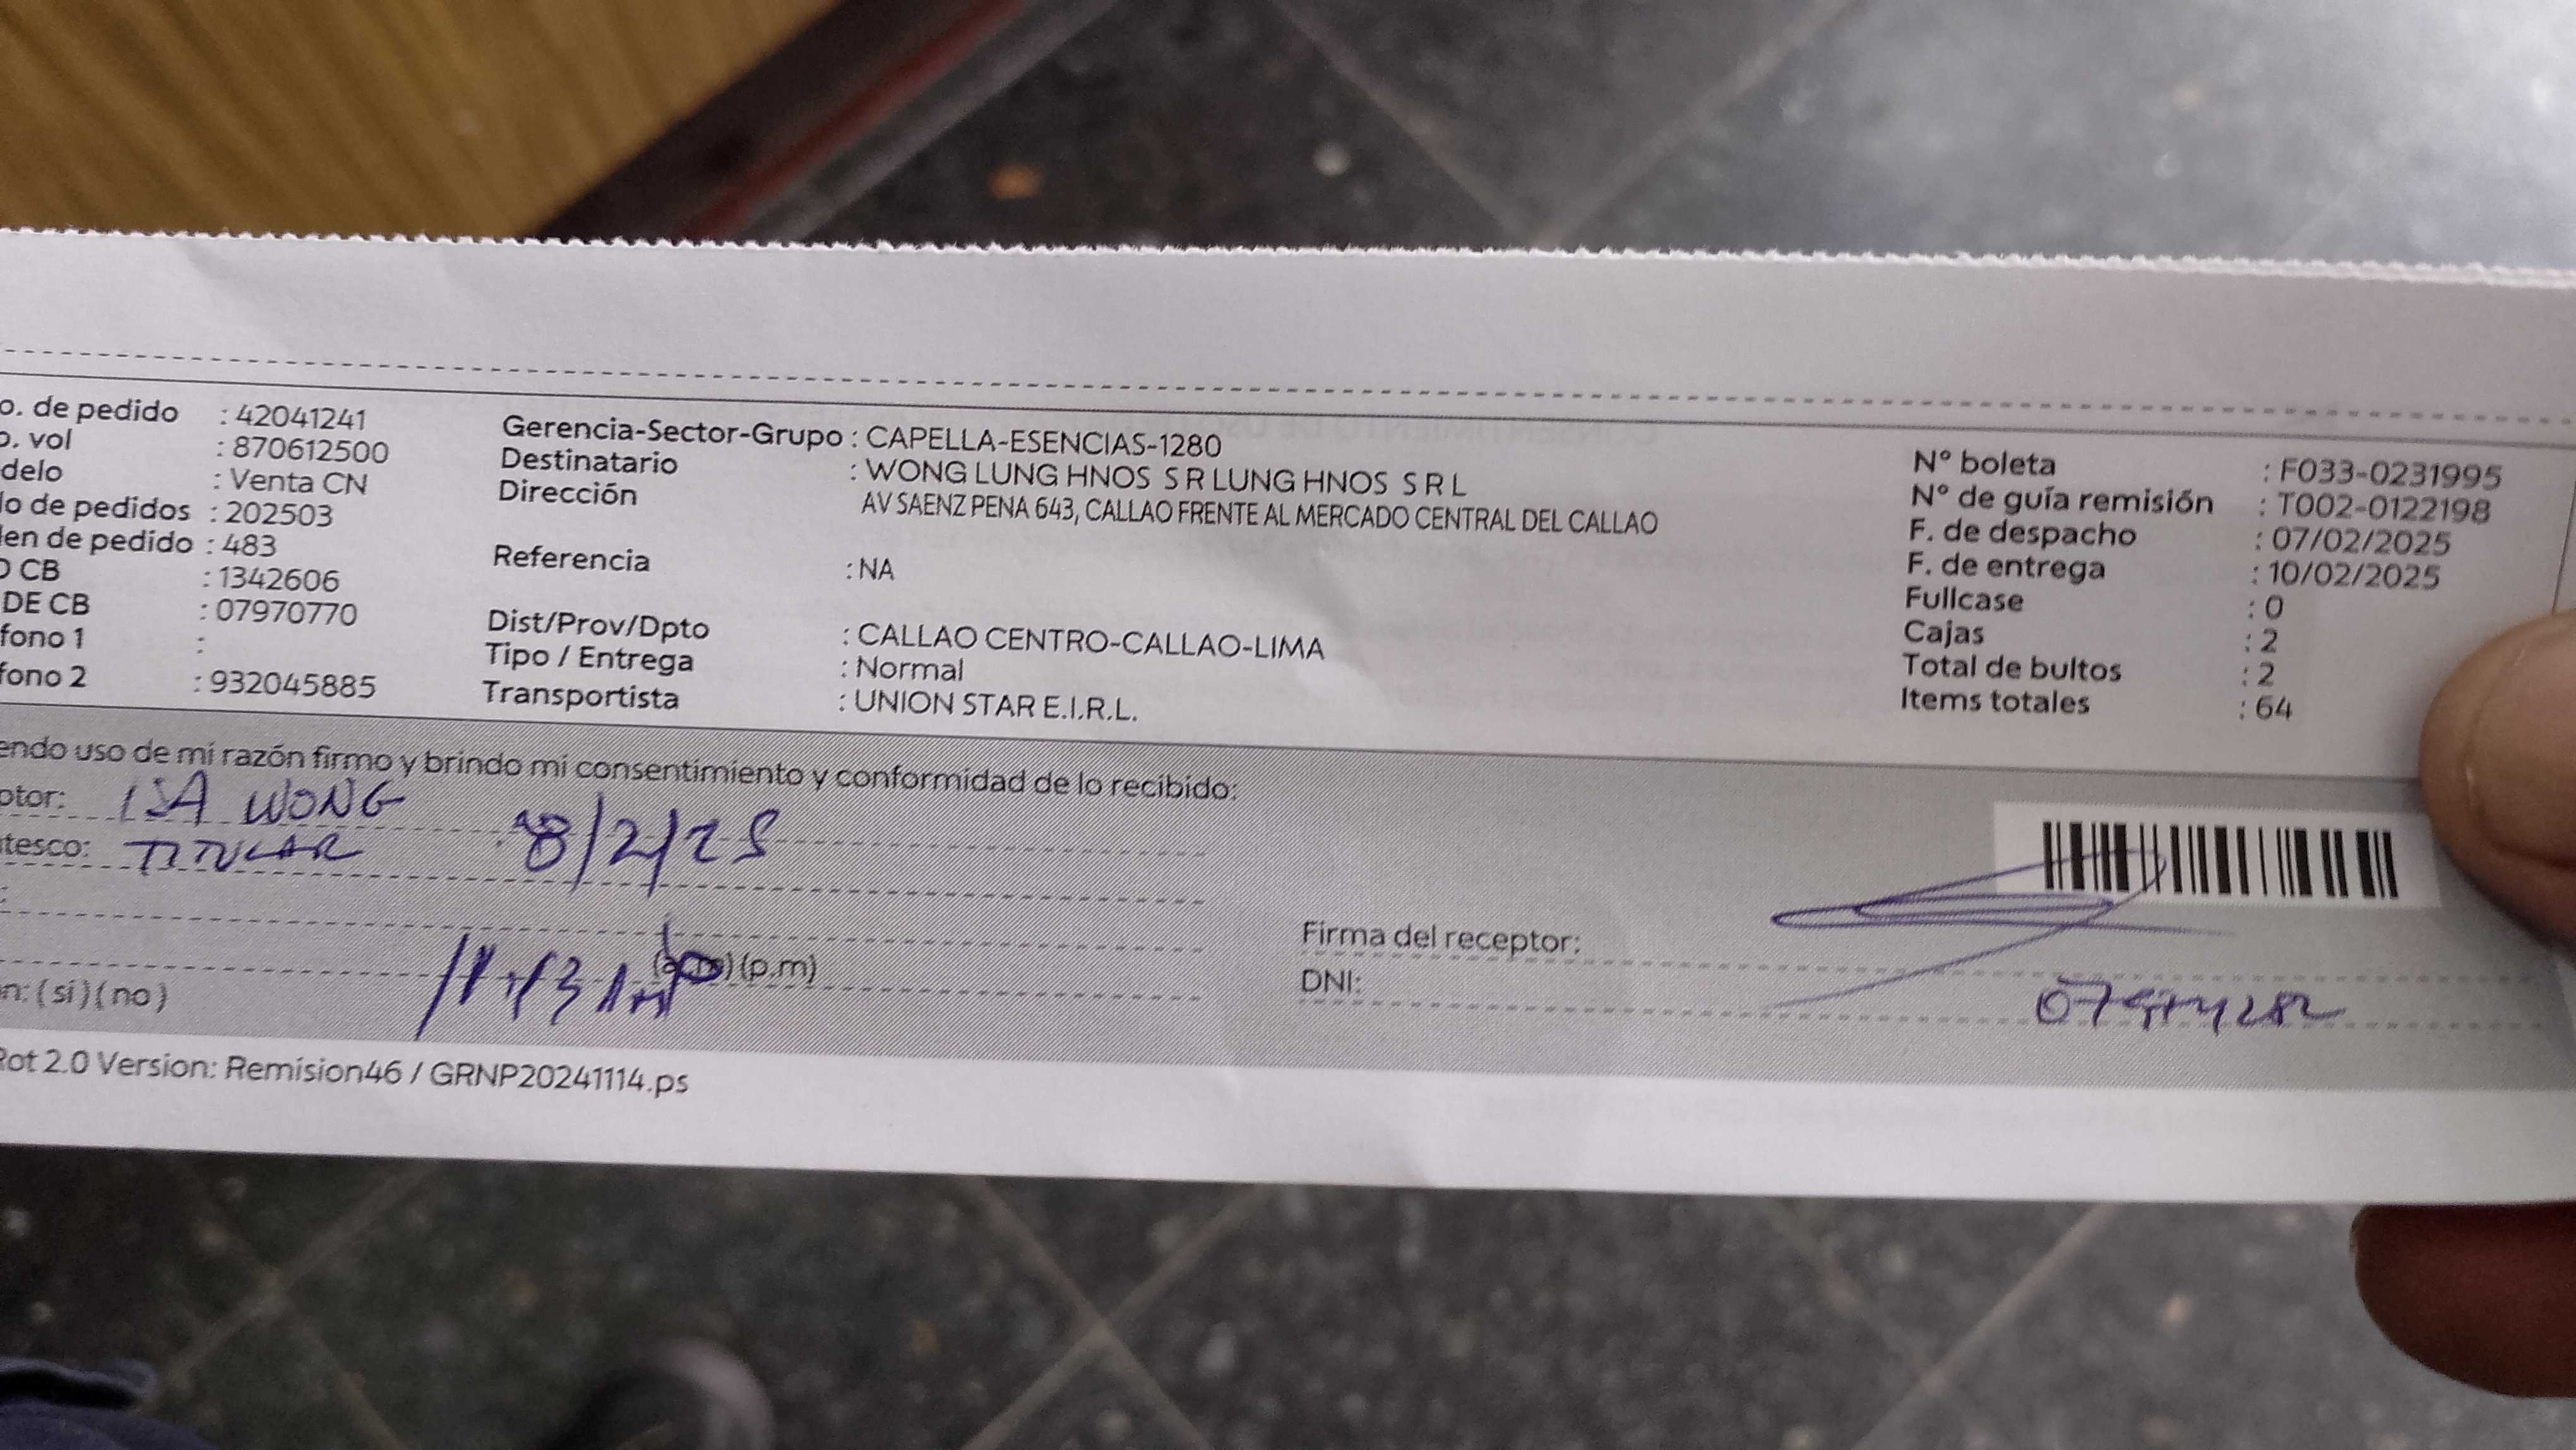 o. de pedido : 42041241
o. vol : 870612500
delo : Venta CN
lo de pedidos : 202503
len de pedido : 483
O CB : 1342606
DE CB : 07970770
fono 1 :
fono 2 : 932045885
Gerencia-Sector-Grupo : CAPELLA-ESENCIAS-1280
Destinatario : WONG LUNG HNOS S R LUNG HNOS S R L
Dirección AV SAENZ PENA 643, CALLAO FRENTE AL MERCADO CENTRAL DEL CALLAO
Referencia : NA
Dist/Prov/Dpto : CALLAO CENTRO-CALLAO-LIMA
Tipo / Entrega : Normal
Transportista : UNION STAR E.I.R.L.
N° boleta : F033-0231995
N° de guía remisión : T002-0122198
F. de despacho : 07/02/2025
F. de entrega : 10/02/2025
Fullcase : 0
Cajas : 2
Total de bultos : 2
Items totales : 64
endo uso de mi razón firmo y brindo mi consentimiento y conformidad de lo recibido:
ptor: ISA WONG
tesco: TITULAR 8/2/25
(p.m)
n: (si) (no)
Firma del receptor:
DNI:
Rot 2.0 Version: Remision46 / GRNP20241114.ps